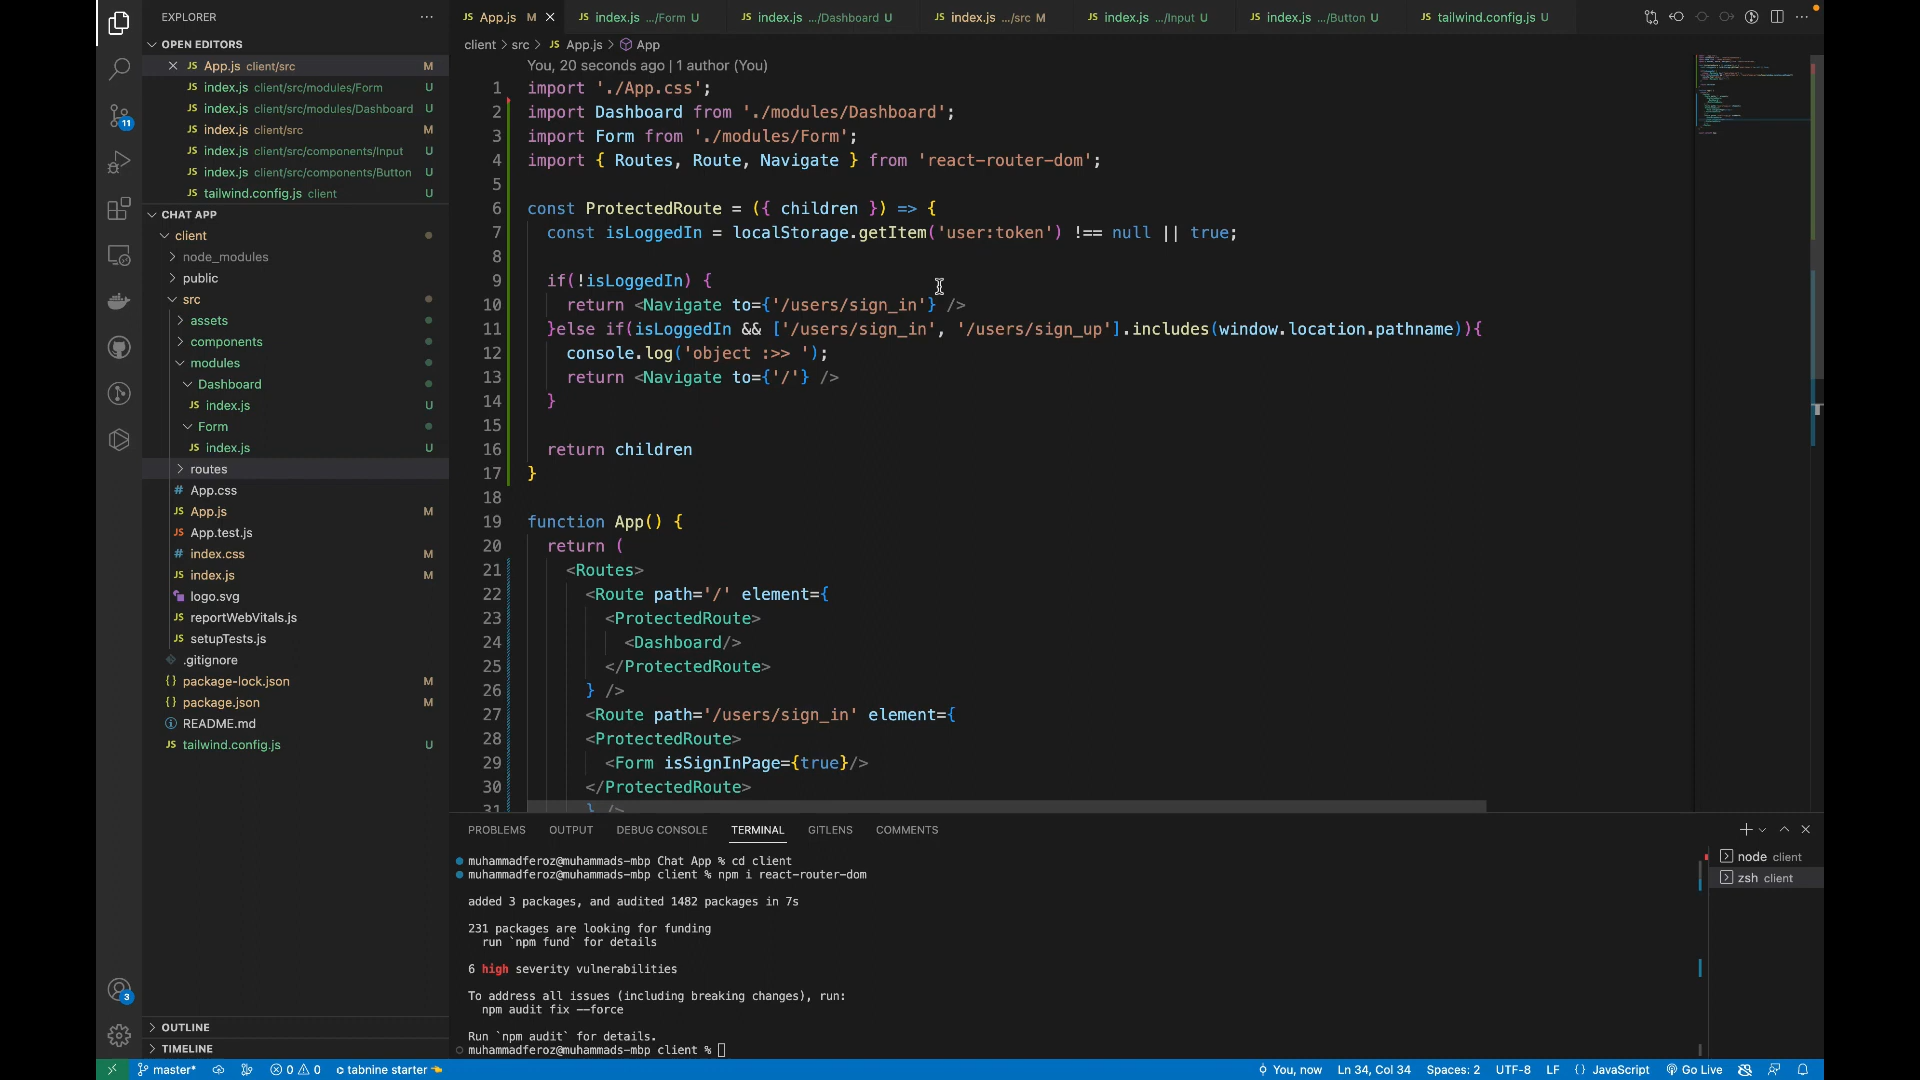 EXPLORER
OPEN EDITORS
App.js client/src M
index.js client/src/modules/Form U
index.js client/src/modules/Dashboard U
index.js client/src M
index.js client/src/components/Input U
index.js client/src/components/Button U
tailwind.config.js client U
CHAT APP
client
node_modules
public
src
assets
components
modules
Dashboard
index.js U
Form
index.js U
routes
App.css
App.js M
App.test.js
index.css M
index.js M
logo.svg
reportWebVitals.js
setupTests.js
.gitignore
package-lock.json M
package.json M
README.md
tailwind.config.js U
OUTLINE
TIMELINE
11
3
App.js M
index.js .../Form U
index.js .../Dashboard U
index.js .../src M
index.js .../Input U
index.js .../Button U
tailwind.config.js U
client > src > JS App.js > App
You, 20 seconds ago | 1 author (You)
1 import './App.css';
2 import Dashboard from './modules/Dashboard';
3 import Form from './modules/Form';
4 import { Routes, Route, Navigate } from 'react-router-dom';
5
6 const ProtectedRoute = ({ children }) => {
7 const isLoggedIn = localStorage.getItem('user:token') !== null || true;
8
9 if(!isLoggedIn) {
10 return <Navigate to={'/users/sign_in'} />
11 }else if(isLoggedIn && ['/users/sign_in', '/users/sign_up'].includes(window.location.pathname)){
12 console.log('object :>> ');
13 return <Navigate to={'/'} />
14 }
15
16 return children
17 }
18
19 function App() {
20 return (
21 <Routes>
22 <Route path='/' element={
23 <ProtectedRoute>
24 <Dashboard/>
25 </ProtectedRoute>
26 } />
27 <Route path='/users/sign_in' element={
28 <ProtectedRoute>
29 <Form isSignInPage={true}/>
30 </ProtectedRoute>
31 } />
PROBLEMS OUTPUT DEBUG CONSOLE TERMINAL GITLENS COMMENTS
muhammadferoz@muhammads-mbp Chat App % cd client
muhammadferoz@muhammads-mbp client % npm i react-router-dom
added 3 packages, and audited 1482 packages in 7s
231 packages are looking for funding
run `npm fund` for details
6 high severity vulnerabilities
To address all issues (including breaking changes), run:
npm audit fix --force
Run `npm audit` for details.
muhammadferoz@muhammads-mbp client %
node client
zsh client
master* 0 0 tabnine starter You, now Ln 34, Col 34 Spaces: 2 UTF-8 LF {} JavaScript Go Live